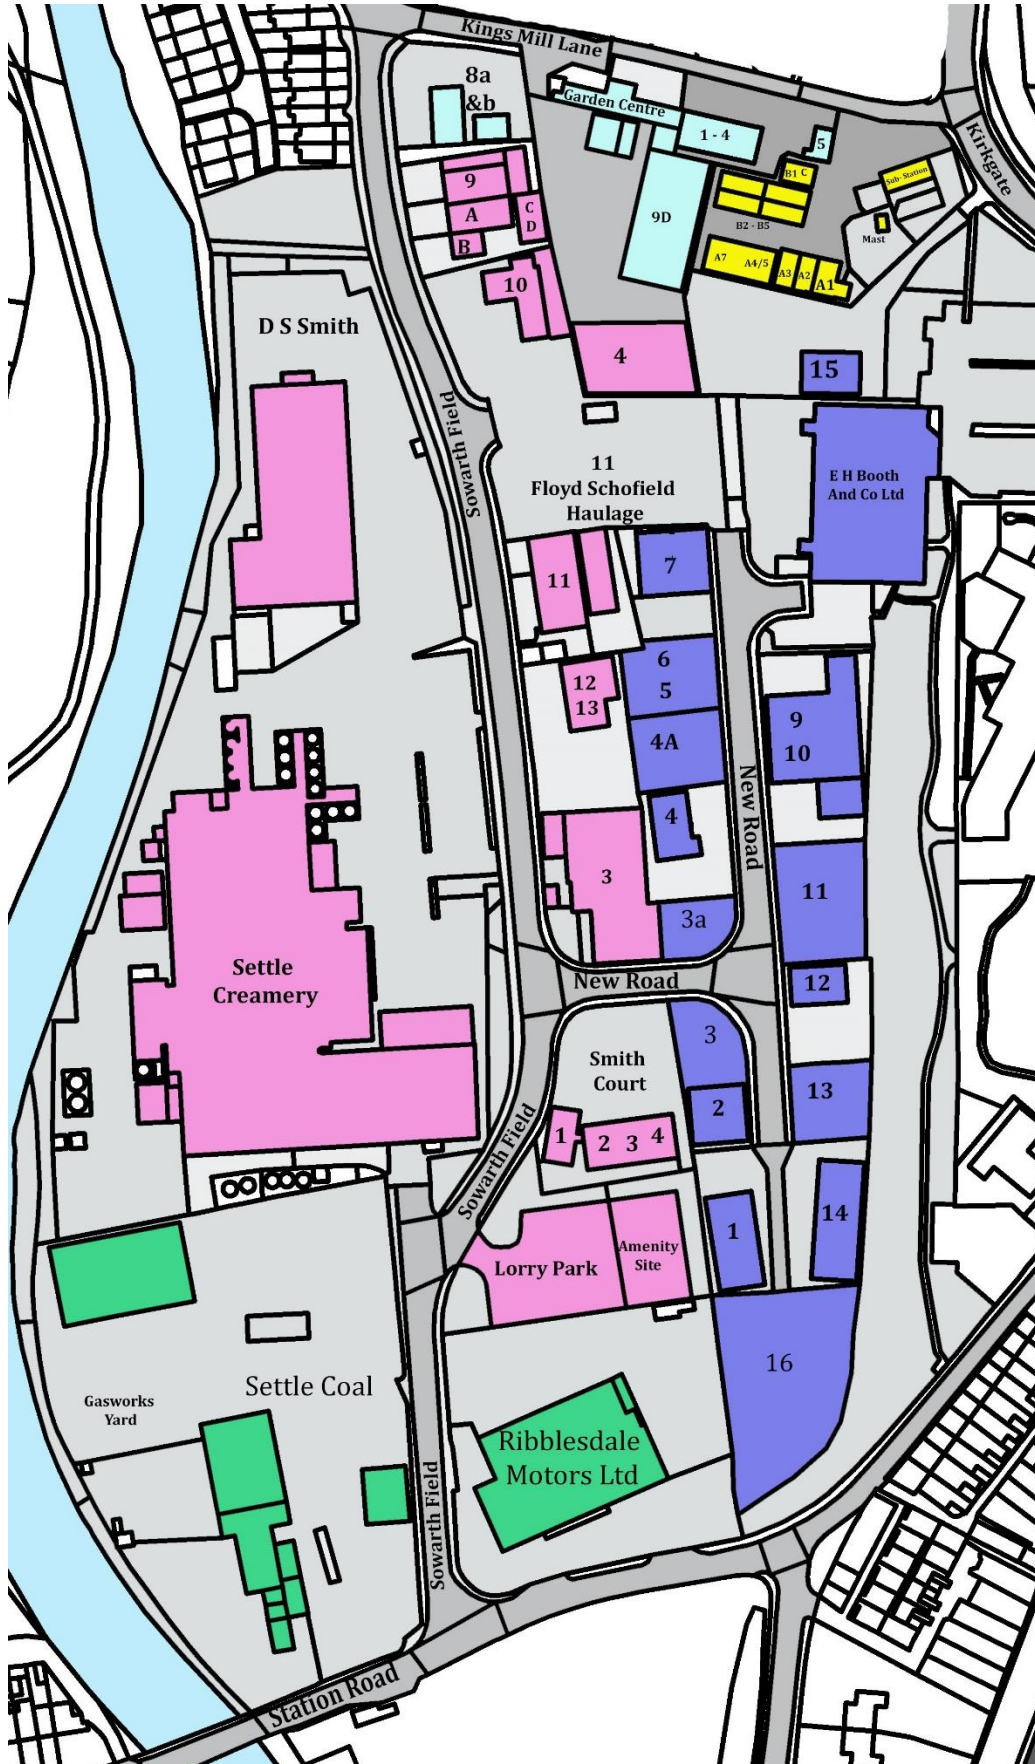 Kings Mill Lane
8a
&b
Garden Centre
1 - 4
5
Kirkgate
B1 C
Sub- Station
9
A
B
C
D
9D
B2 - B5
Mast
A7
A4/5
A3
A2
A1
10
D S Smith
4
15
Sowarth Field
11
Floyd Schofield
Haulage
E H Booth
And Co Ltd
11
7
6
5
12
13
4A
9
10
New Road
4
3
11
3a
Settle
Creamery
New Road
12
3
Smith
Court
13
2
1
2 3 4
Sowarth Field
1
14
Lorry Park
Amenity
Site
16
Settle Coal
Gasworks
Yard
Ribblesdale
Motors Ltd
Sowarth Field
Station Road